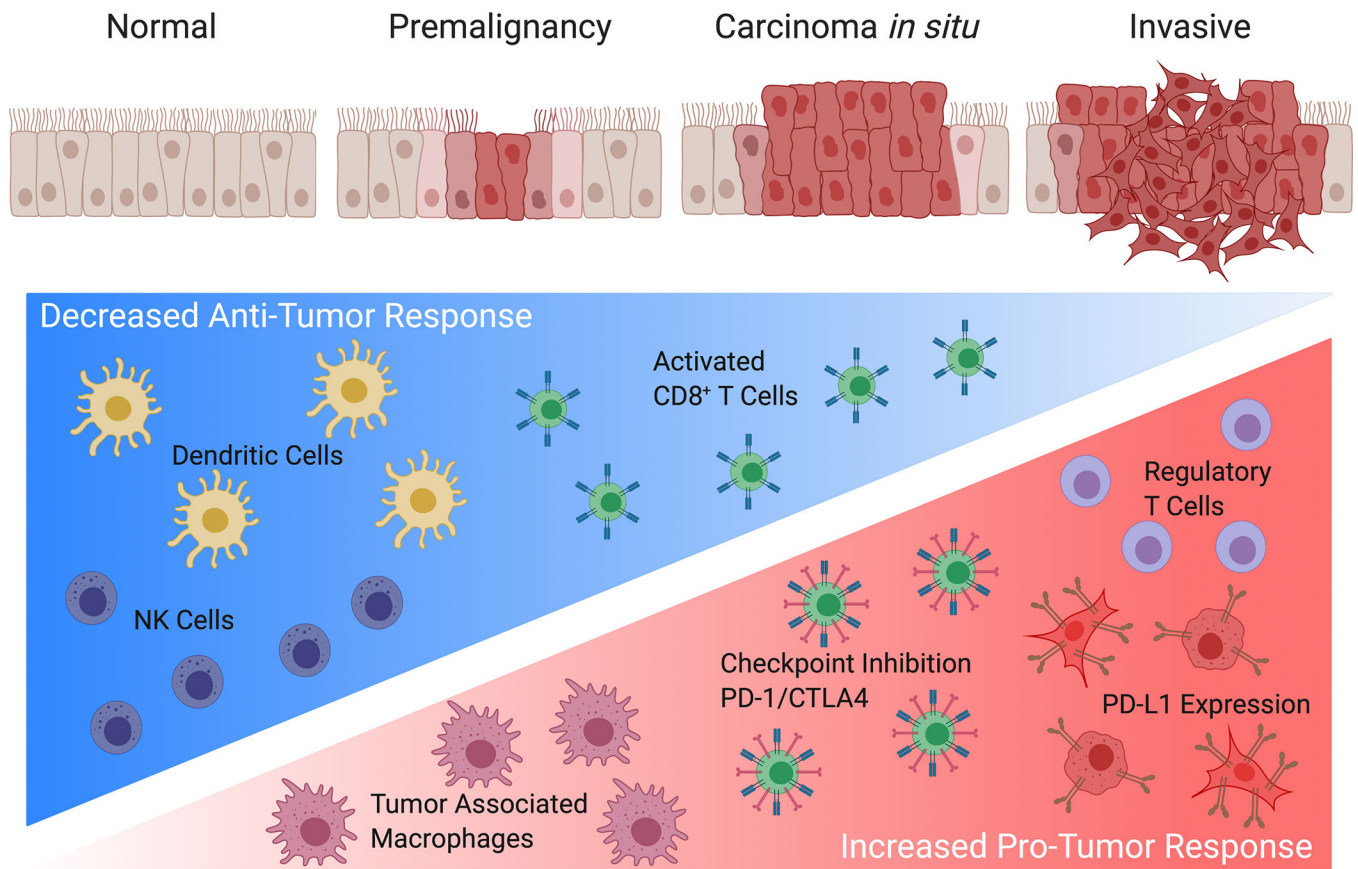 Normal
Premalignancy
Carcinoma in situ
Invasive
Decreased Anti-Tumor Response
Activated
CD8⁺ T Cells
Dendritic Cells
Regulatory
T Cells
NK Cells
Checkpoint Inhibition
PD-1/CTLA4
PD-L1 Expression
Tumor Associated
Macrophages
Increased Pro-Tumor Response